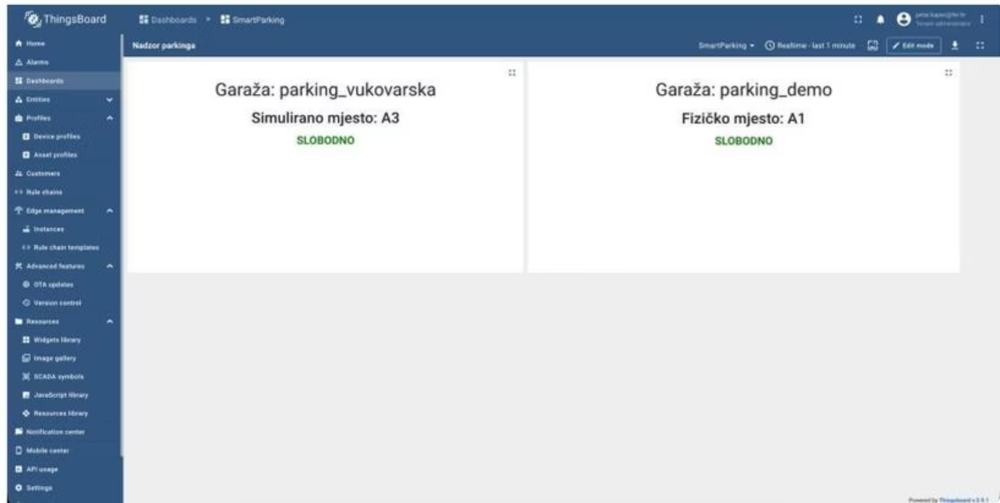 ThingsBoard
Dashboards > SmartParking
Home
Alarms
Dashboards
Entities
Profiles
Device profiles
Asset profiles
Customers
Rule chains
Edge management
Instances
Rule chain templates
Advanced features
OTA updates
Version control
Resources
Widgets library
Image gallery
SCADA symbols
JavaScript library
Resources library
Notification center
Mobile center
API usage
Settings
Nadzor parkinga
SmartParking
Realtime - last 1 minute
Edit mode
Garaža: parking_vukovarska
Simulirano mjesto: A3
SLOBODNO
Garaža: parking_demo
Fizičko mjesto: A1
SLOBODNO
Powered by Thingsboard